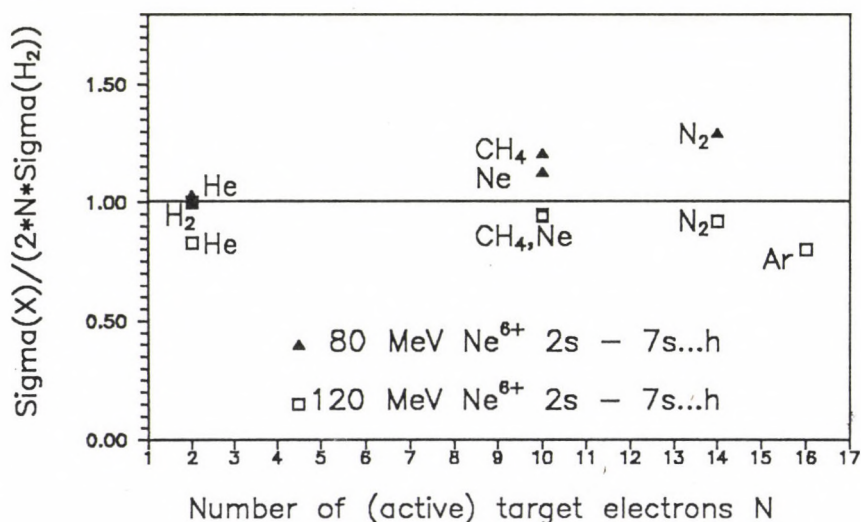 Sigma(X)/(2*N*Sigma(H₂))
1.50
1.00
0.50
0.00
He
H₂
He
CH₄
Ne
CH₄,Ne
N₂
N₂
Ar
80 MeV Ne⁶⁺ 2s – 7s...h
120 MeV Ne⁶⁺ 2s – 7s...h
1 2 3 4 5 6 7 8 9 10 11 12 13 14 15 16 17
Number of (active) target electrons N